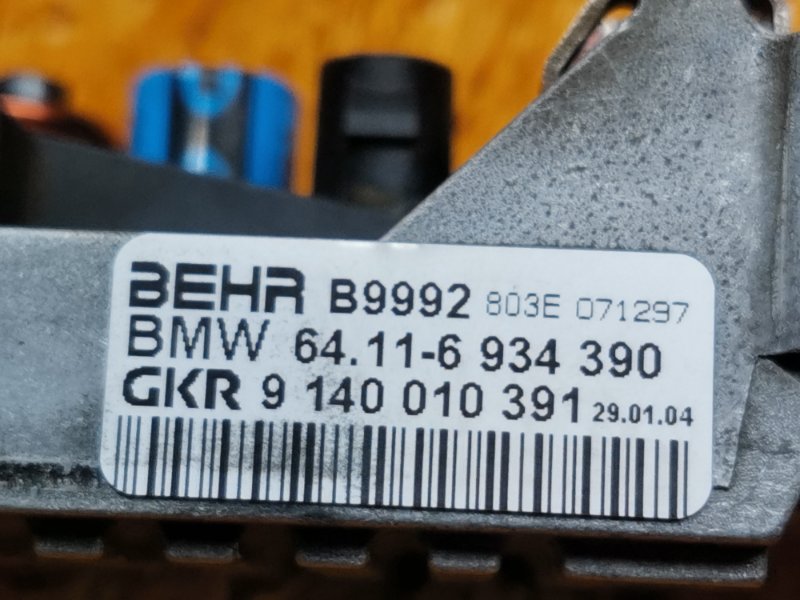 BEHR B9992 803E 071297
BMW 64.11-6 934 390
GKR 9 140 010 391 29.01.04